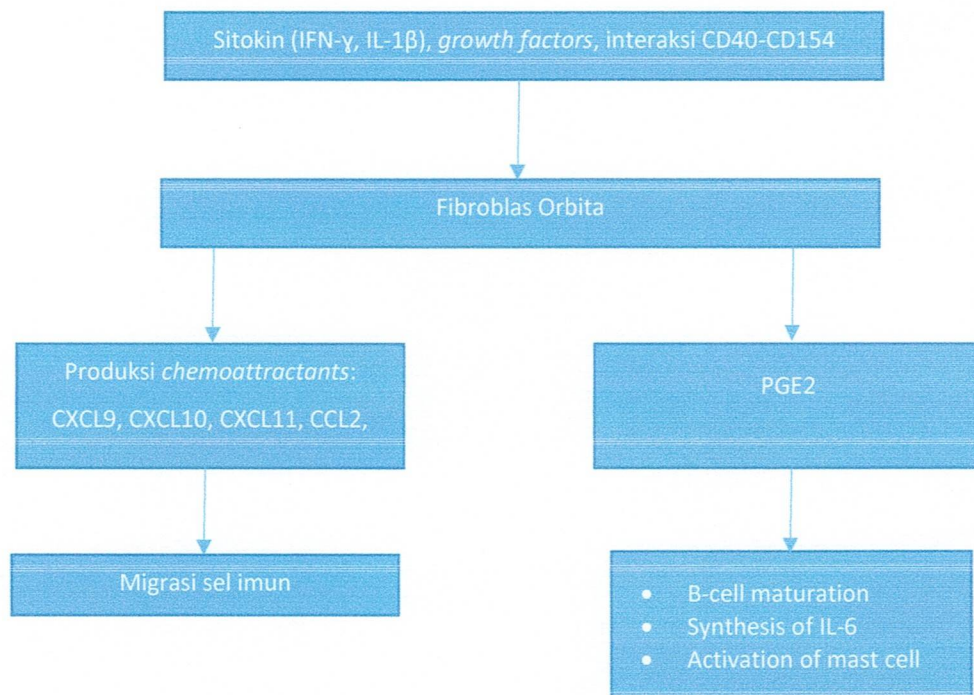 Sitokin (IFN-ɣ, IL-1β), growth factors, interaksi CD40-CD154
Fibroblas Orbita
Produksi chemoattractants:
CXCL9, CXCL10, CXCL11, CCL2,
PGE2
Migrasi sel imun
• B-cell maturation
• Synthesis of IL-6
• Activation of mast cell